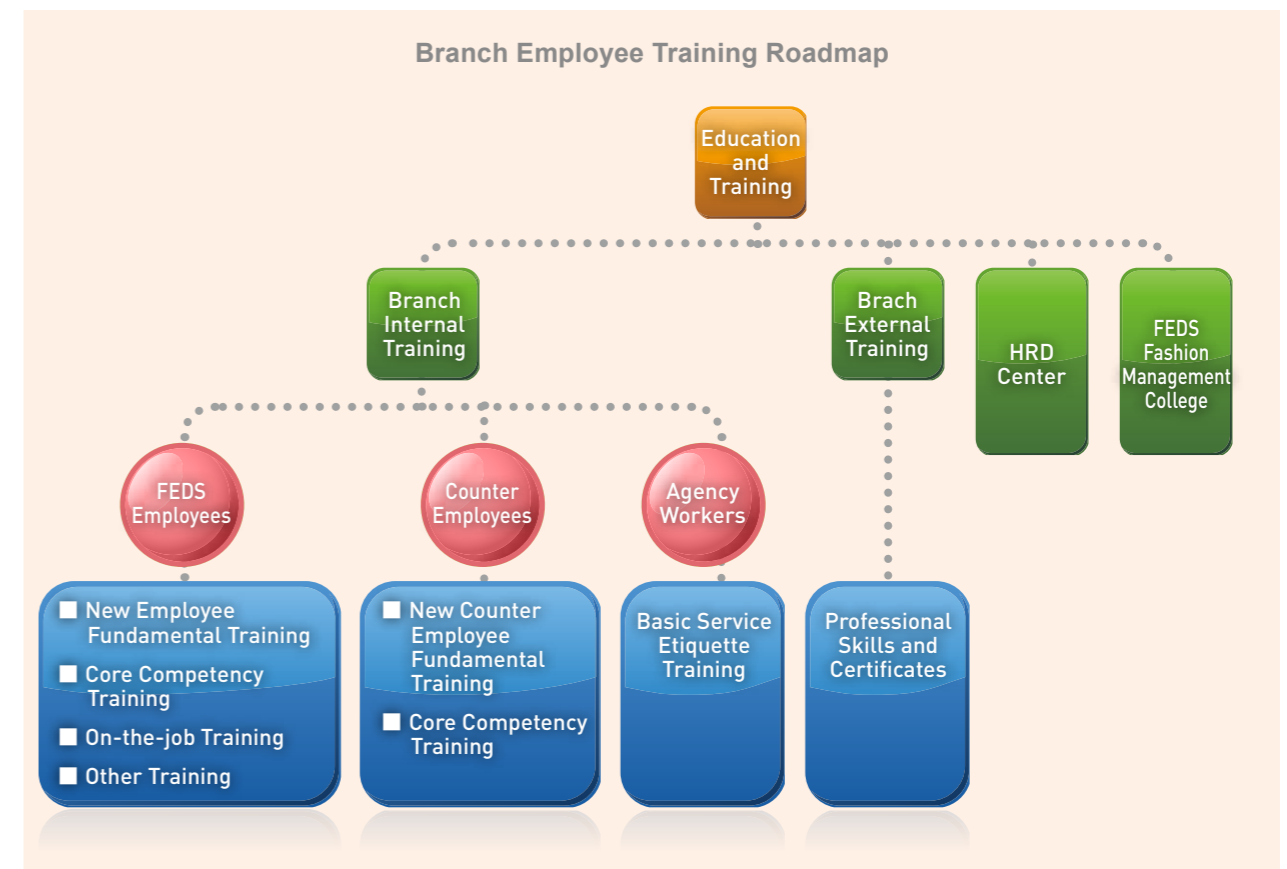 Branch Employee Training Roadmap
Education
and
Training
Branch
Internal
Training
Brach
External
Training
HRD
Center
FEDS
Fashion
Management
College
FEDS
Employees
Counter
Employees
Agency
Workers
New Employee
Fundamental Training
Core Competency
Training
On-the-job Training
Other Training
New Counter
Employee
Fundamental
Training
Core Competency
Training
Basic Service
Etiquette
Training
Professional
Skills and
Certificates